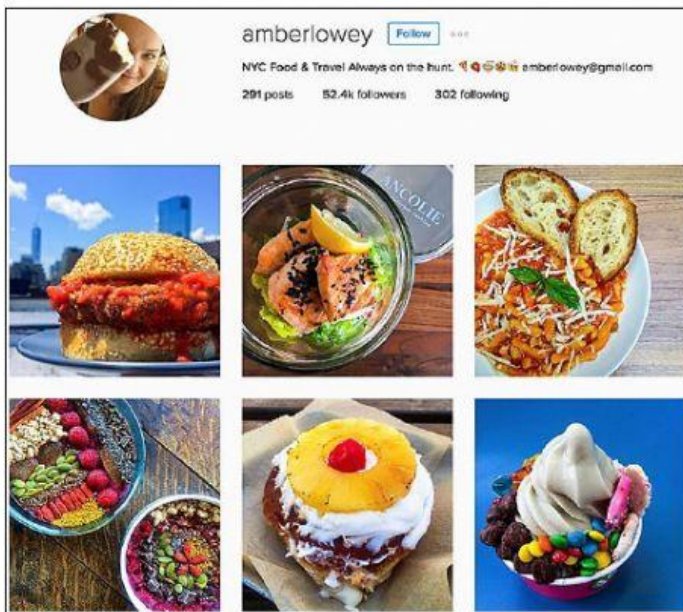 amberlowey Follow
NYC Food & Travel Always on the hunt. amberlowey@gmail.com
291 posts 52.4k followers 302 following
ANCOLIE